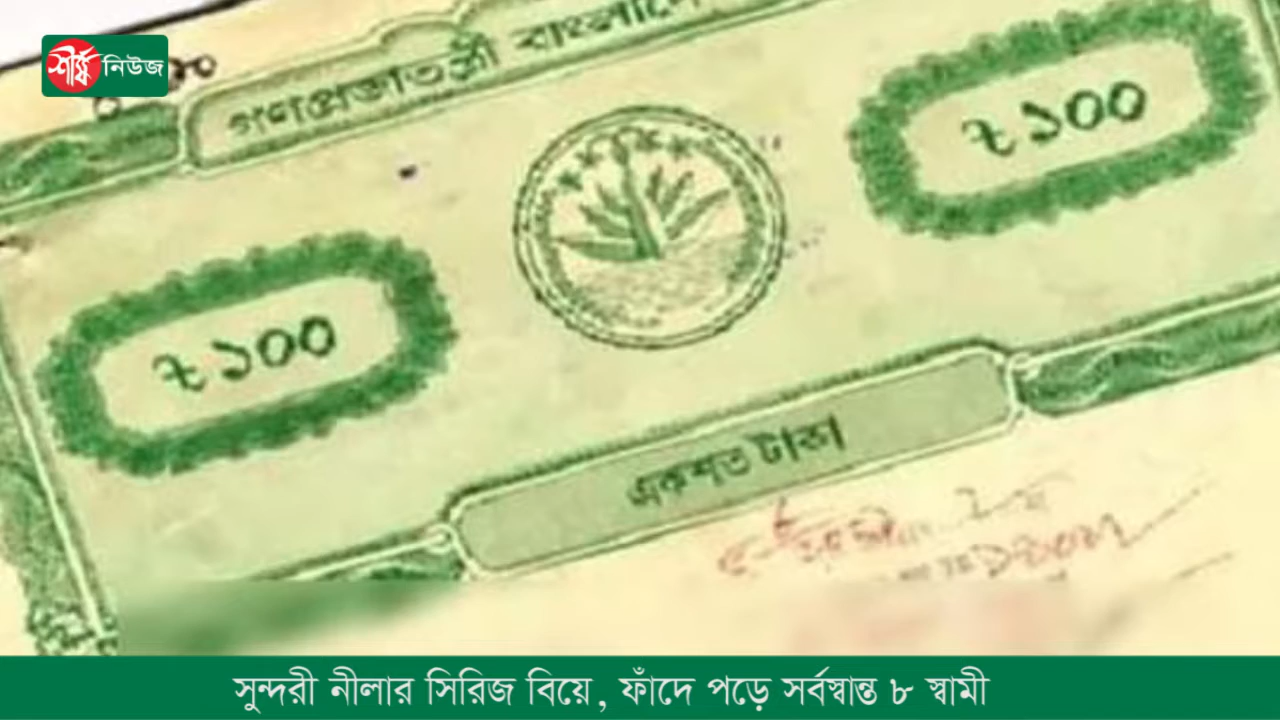 শীর্ষ নিউজ
গণপ্রজাতন্ত্রী বাংলাদে
৳১০০
৳১০০
একশত টাকা
সুন্দরী নীলার সিরিজ বিয়ে, ফাঁদে পড়ে সর্বস্বান্ত ৮ স্বামী